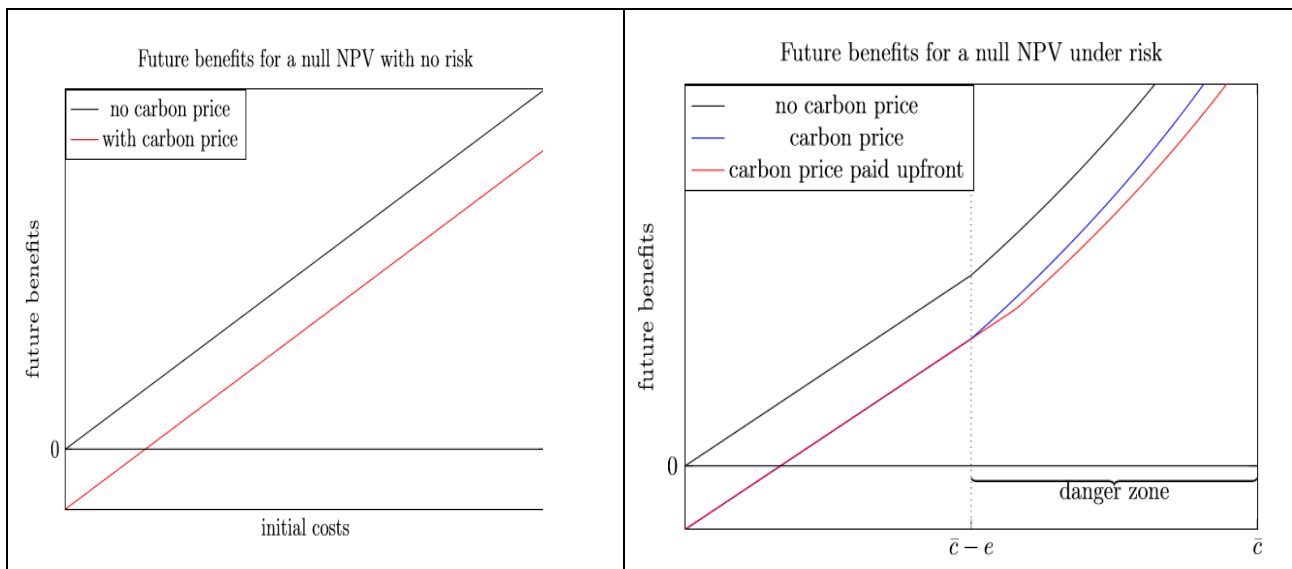 Future benefits for a null NPV with no risk
no carbon price
with carbon price
future benefits
0
initial costs
Future benefits for a null NPV under risk
no carbon price
carbon price
carbon price paid upfront
future benefits
0
danger zone
c̄ − e
c̄